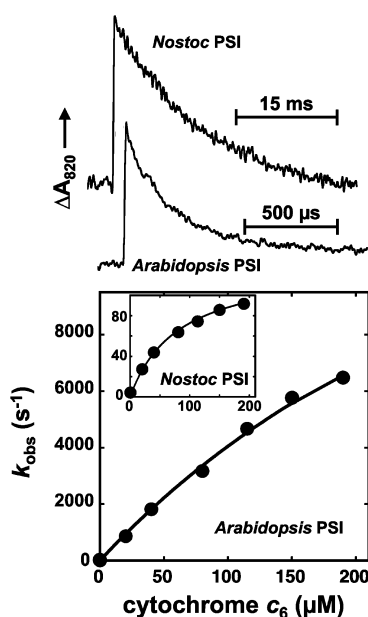 Nostoc PSI
15 ms
ΔA820
500 µs
Arabidopsis PSI
8000
6000
4000
2000
0
kobs (s-1)
80
40
0
0 100 200
Nostoc PSI
Arabidopsis PSI
0 50 100 150 200
cytochrome c6 (µM)